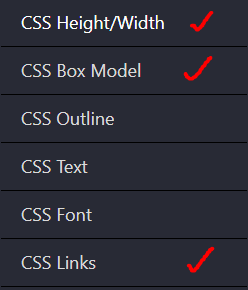 CSS Height/Width
CSS Box Model
CSS Outline
CSS Text
CSS Font
CSS Links